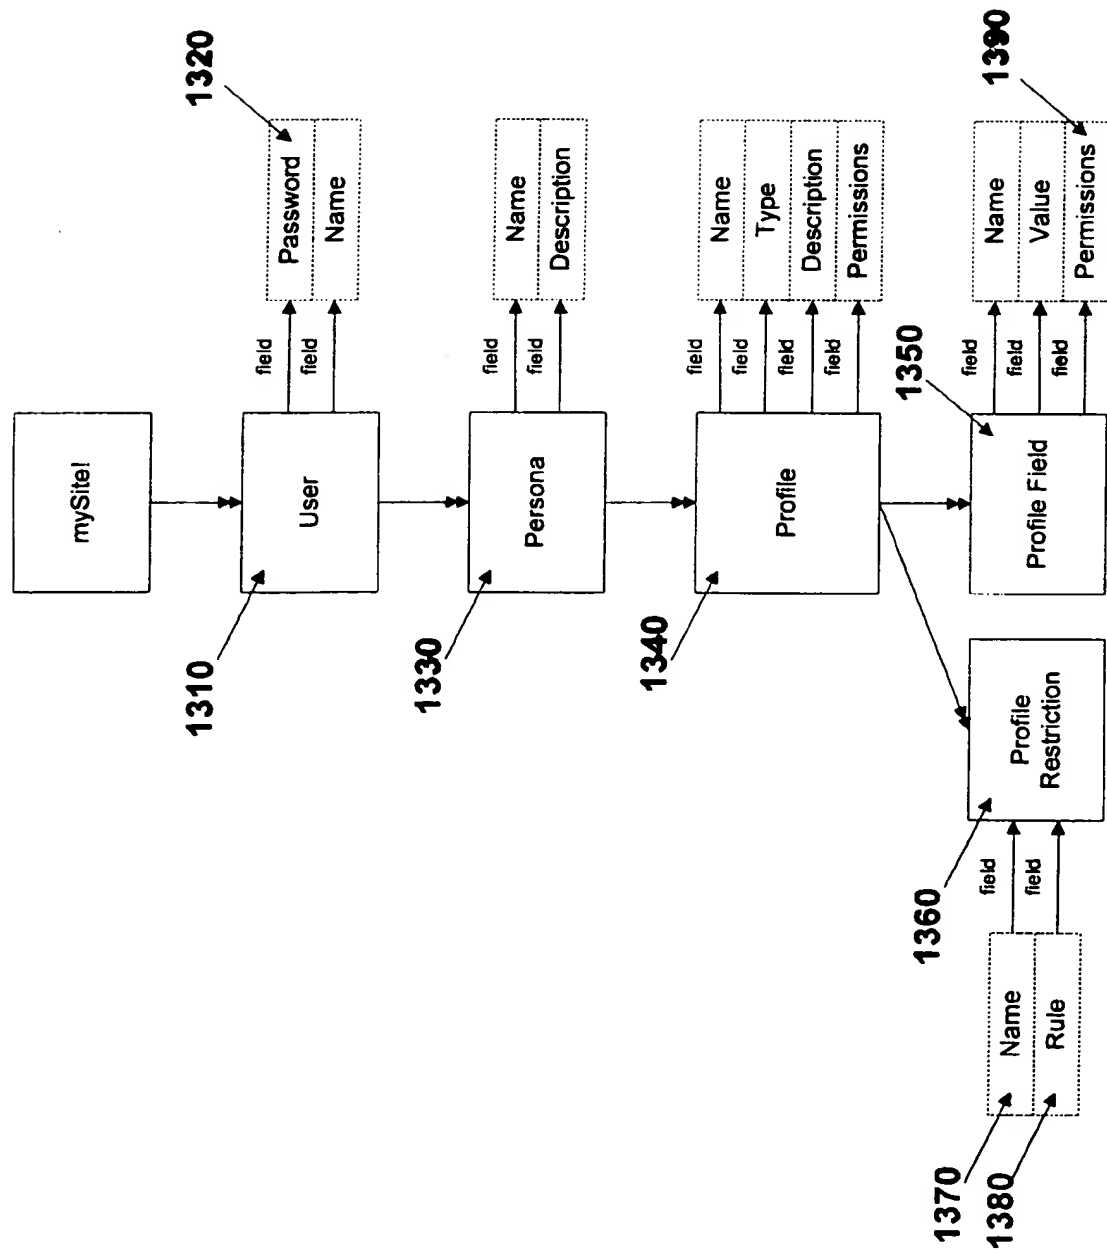 mySite!
User
1310
field
Password
1320
field
Name
Persona
1330
field
Name
field
Description
Profile
1340
field
Name
field
Type
field
Description
field
Permissions
Profile Field
1350
field
Name
field
Value
field
Permissions
1390
Profile
Restriction
1360
field
Name
1370
field
Rule
1380